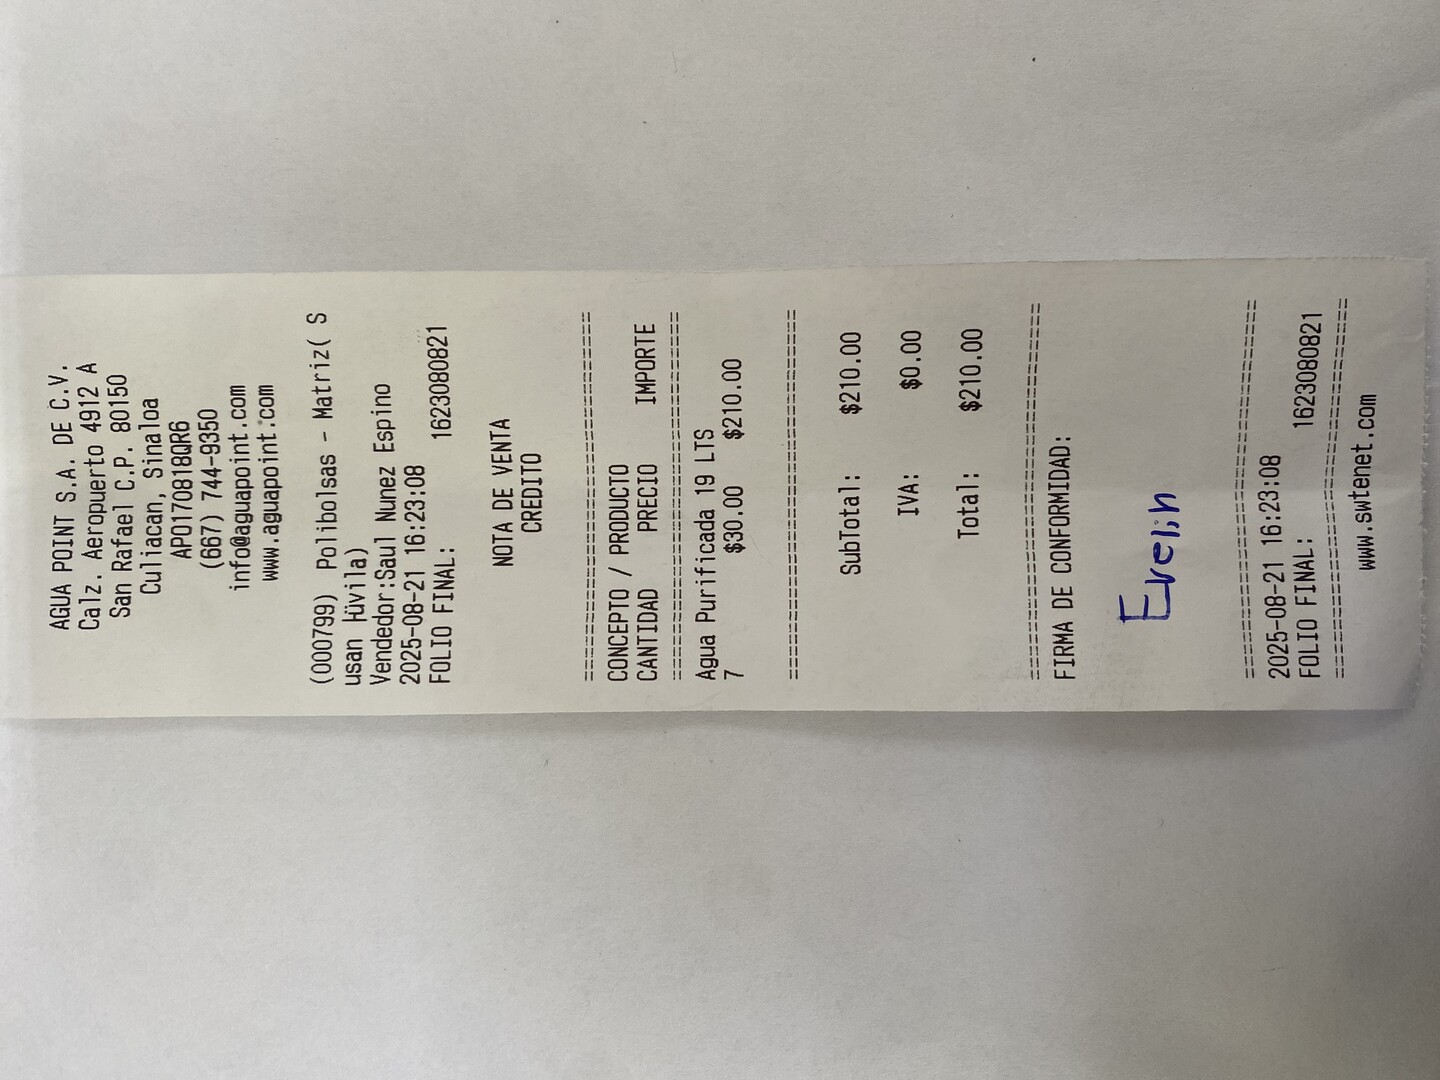 AGUA POINT S.A. DE C.V.
Calz. Aeropuerto 4912 A
San Rafael C.P. 80150
Culiacan, Sinaloa
APO170818QR6
(667) 744-9350
info@aguapoint.com
www.aguapoint.com
(000799) Polibolsas - Matriz( S
usan Hüvila)
Vendedor:Saul Nunez Espino
2025-08-21 16:23:08
FOLIO FINAL: 1623080821
NOTA DE VENTA
CREDITO
================================
CONCEPTO / PRODUCTO
CANTIDAD PRECIO IMPORTE
================================
Agua Purificada 19 LTS
7 $30.00 $210.00
================================
SubTotal: $210.00
IVA: $0.00
Total: $210.00
================================
FIRMA DE CONFORMIDAD:
Evelin
================================
2025-08-21 16:23:08
FOLIO FINAL: 1623080821
================================
www.swtenet.com